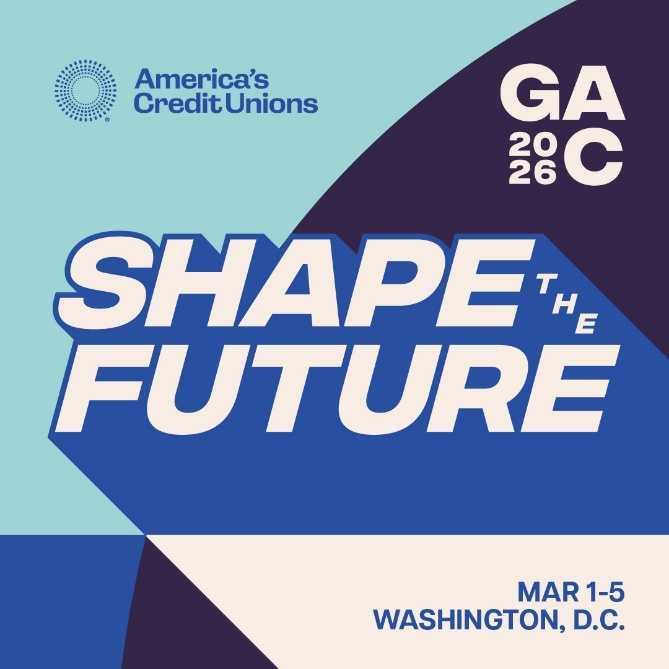 America's
Credit Unions
GA
20
26 C
SHAPE THE
FUTURE
MAR 1-5
WASHINGTON, D.C.